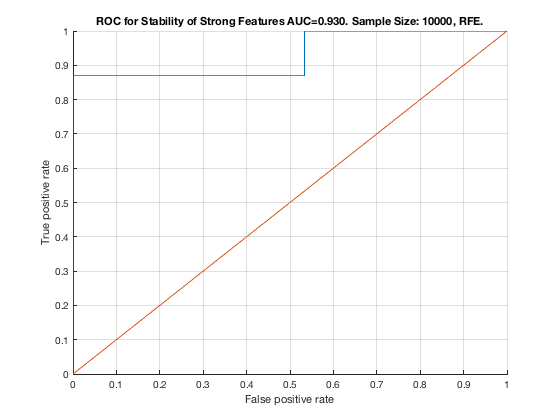 ROC for Stability of Strong Features AUC=0.930. Sample Size: 10000, RFE.
1
0.9
0.8
0.7
0.6
0.5
0.4
0.3
0.2
0.1
0
True positive rate
0 0.1 0.2 0.3 0.4 0.5 0.6 0.7 0.8 0.9 1
False positive rate